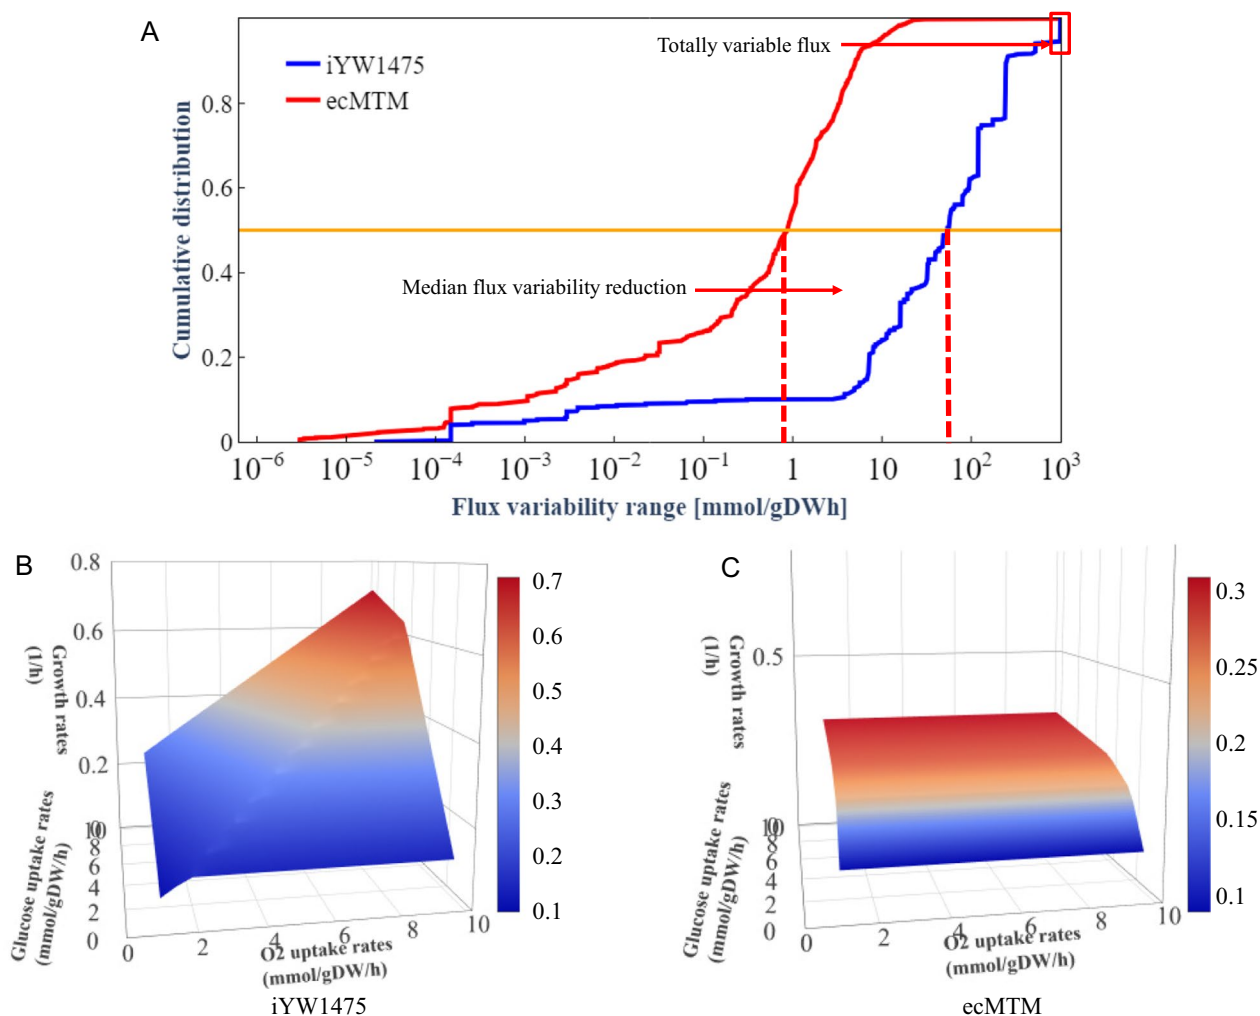 A
Totally variable flux
iYW1475
ecMTM
0.8
0.6
0.4
0.2
0
Cumulative distribution
Median flux variability reduction
10⁻⁶ 10⁻⁵ 10⁻⁴ 10⁻³ 10⁻² 10⁻¹ 1 10 10² 10³
Flux variability range [mmol/gDWh]
B
0.8
0.6
0.4
0.2
0
Growth rates
(1/h)
10
8
6
4
2
0
Glucose uptake rates
(mmol/gDW/h)
0 2 4 6 8 10
O2 uptake rates
(mmol/gDW/h)
0.7
0.6
0.5
0.4
0.3
0.2
0.1
iYW1475
C
0.5
0
Growth rates
(1/h)
10
8
6
4
2
0
Glucose uptake rates
(mmol/gDW/h)
0 2 4 6 8 10
O2 uptake rates
(mmol/gDW/h)
0.3
0.25
0.2
0.15
0.1
ecMTM